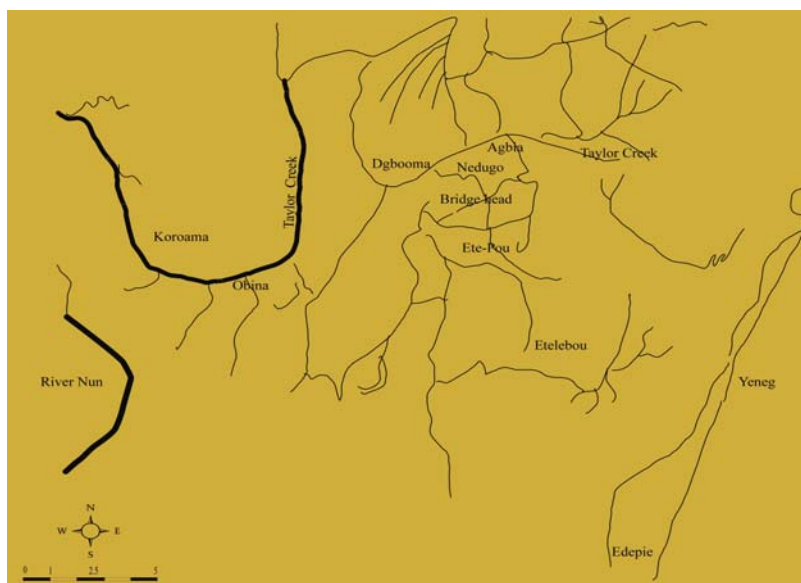 Agbia
Dgbooma
Nedugo
Taylor Creek
Taylor Creek
Bridge head
Koroama
Ete-Pou
Obina
Etelebou
River Nun
Yeneg
N
W E
S
Edepie
0 1 2.5 5